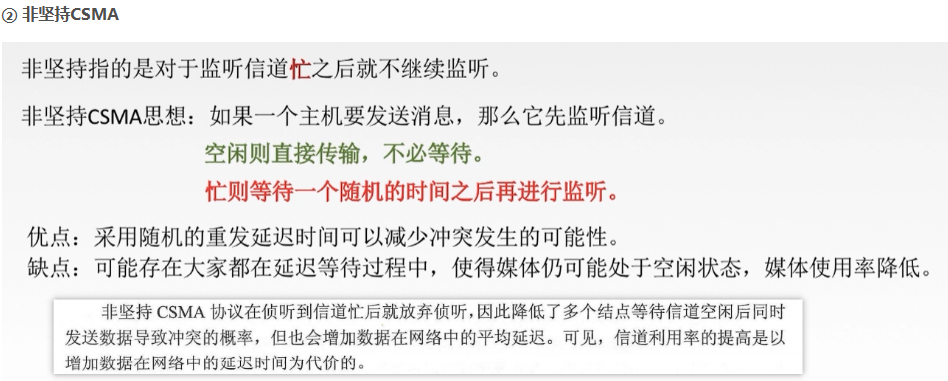 ② 非坚持CSMA
非坚持指的是对于监听信道忙之后就不继续监听。
非坚持CSMA思想：如果一个主机要发送消息，那么它先监听信道。
空闲则直接传输，不必等待。
忙则等待一个随机的时间之后再进行监听。
优点：采用随机的重发延迟时间可以减少冲突发生的可能性。
缺点：可能存在大家都在延迟等待过程中，使得媒体仍可能处于空闲状态，媒体使用率降低。
非坚持 CSMA 协议在侦听到信道忙后就放弃侦听，因此降低了多个结点等待信道空闲后同时
发送数据导致冲突的概率，但也会增加数据在网络中的平均延迟。可见，信道利用率的提高是以
增加数据在网络中的延迟时间为代价的。